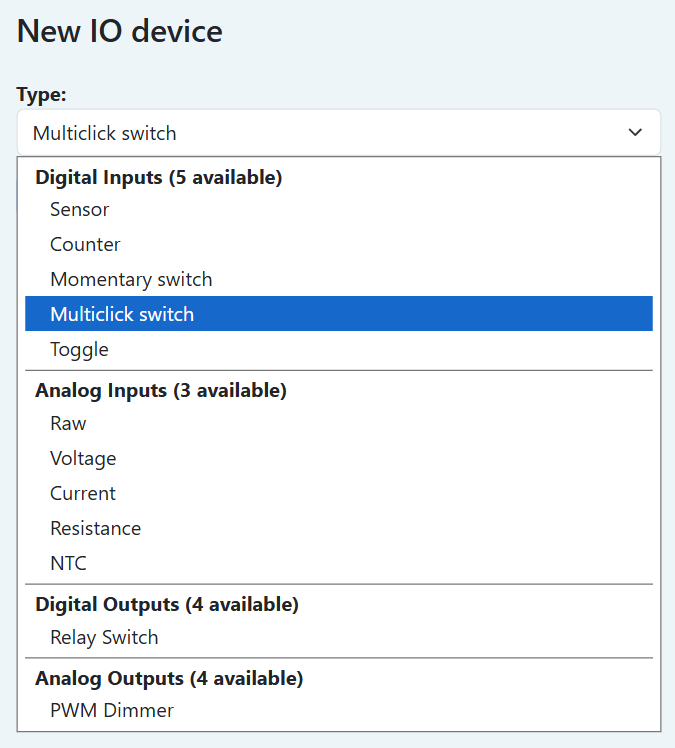 New IO device
Type:
Multiclick switch
Digital Inputs (5 available)
Sensor
Counter
Momentary switch
Multiclick switch
Toggle
Analog Inputs (3 available)
Raw
Voltage
Current
Resistance
NTC
Digital Outputs (4 available)
Relay Switch
Analog Outputs (4 available)
PWM Dimmer